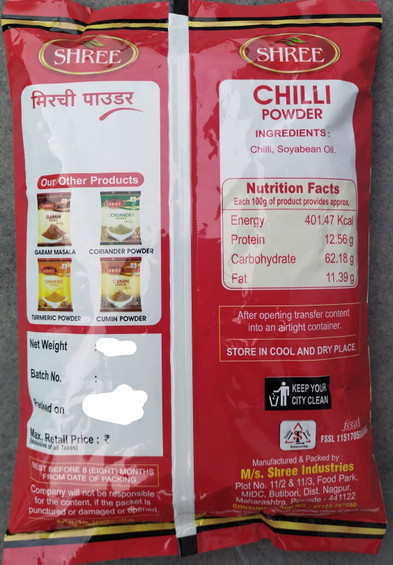 SHREE
मिरची पाउडर
Our Other Products
GARAM MASALA
CORIANDER POWDER
TURMERIC POWDER
CUMIN POWDER
Net Weight :
Batch No. :
Packed on
Max. Retail Price : ₹
(Inclusive of all Taxes)
BEST BEFORE 8 (EIGHT) MONTHS
FROM DATE OF PACKING
Company will not be responsible
for the content, if the packet is
punctured or damaged or opened.
SHREE
CHILLI
POWDER
INGREDIENTS :
Chilli, Soyabean Oil.
Nutrition Facts
Each 100g of product provides approx.
Energy 401.47 Kcal
Protein 12.56 g
Carbohydrate 62.18 g
Fat 11.39 g
After opening transfer content
into an airtight container.
STORE IN COOL AND DRY PLACE.
KEEP YOUR
CITY CLEAN
fssai
Manufactured & Packed by :
M/s. Shree Industries
Plot No. 11/2 & 11/3, Food Park,
MIDC, Butibori, Dist. Nagpur,
Maharashtra, Pincode - 441122